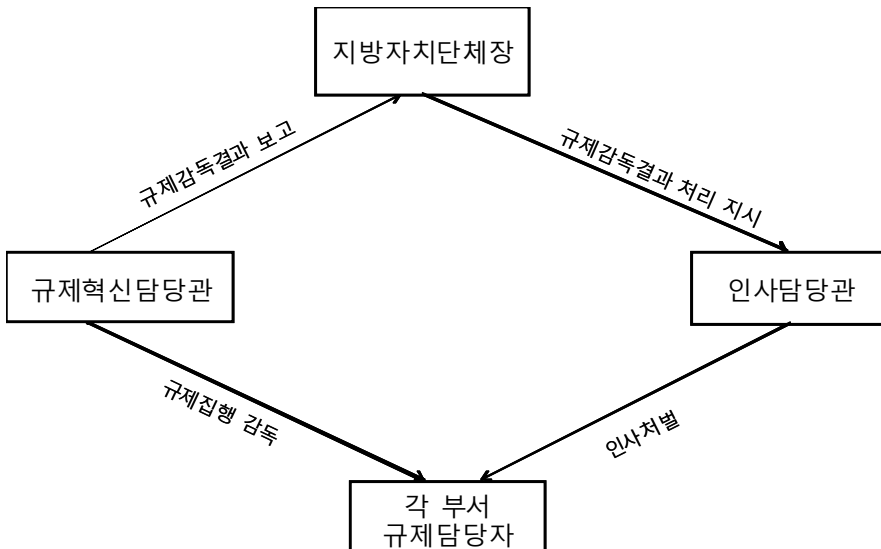 지방자치단체장
규제감독결과 보고
규제감독결과 처리 지시
규제혁신담당관
인사담당관
규제집행 감독
인사처벌
각 부서
규제담당자